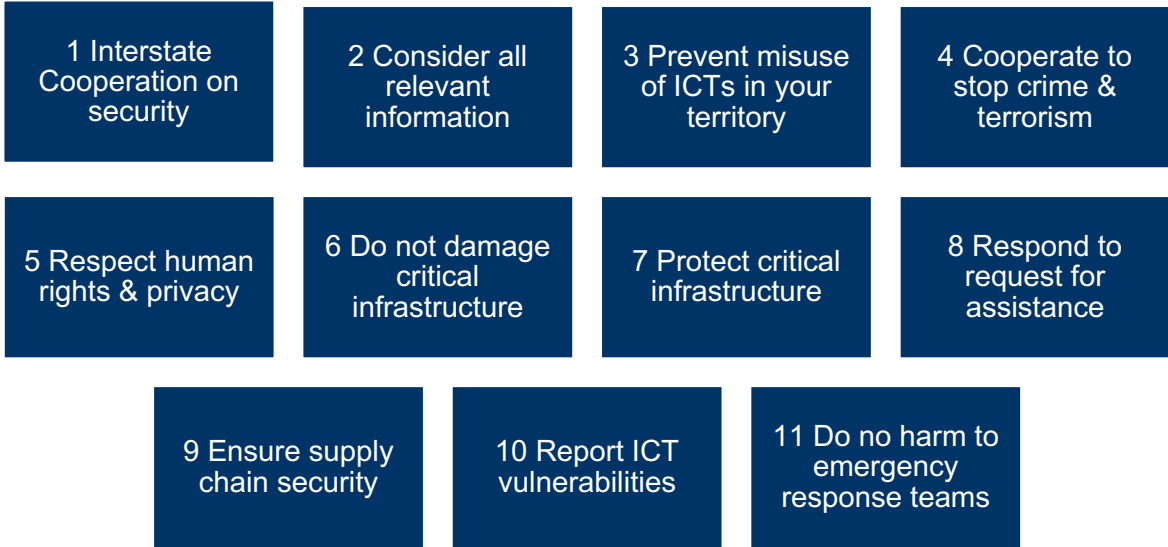 1 Interstate
Cooperation on
security
2 Consider all
relevant
information
3 Prevent misuse
of ICTs in your
territory
4 Cooperate to
stop crime &
terrorism
5 Respect human
rights & privacy
6 Do not damage
critical
infrastructure
7 Protect critical
infrastructure
8 Respond to
request for
assistance
9 Ensure supply
chain security
10 Report ICT
vulnerabilities
11 Do no harm to
emergency
response teams